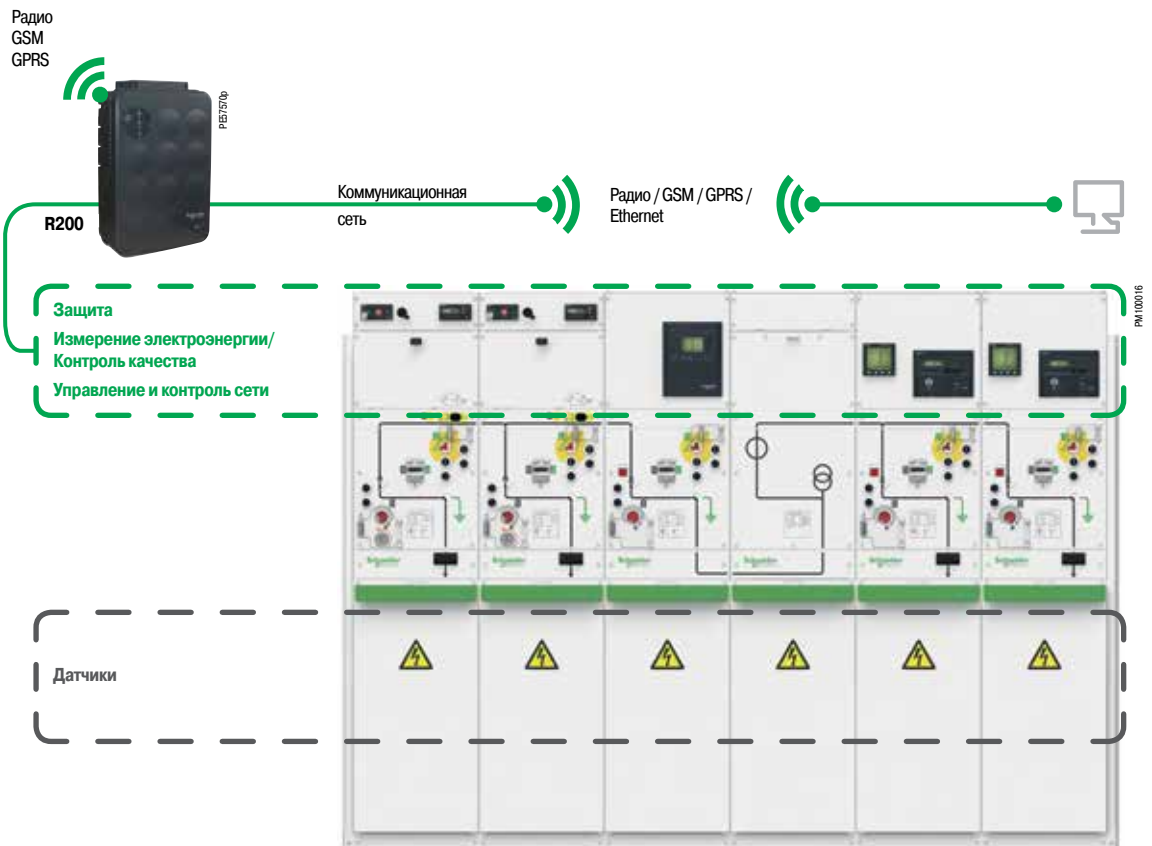 Радио
GSM
GPRS
PE57570p
R200
Коммуникационная
сеть
Радио / GSM / GPRS /
Ethernet
PM100016
Защита
Измерение электроэнергии/
Контроль качества
Управление и контроль сети
Датчики